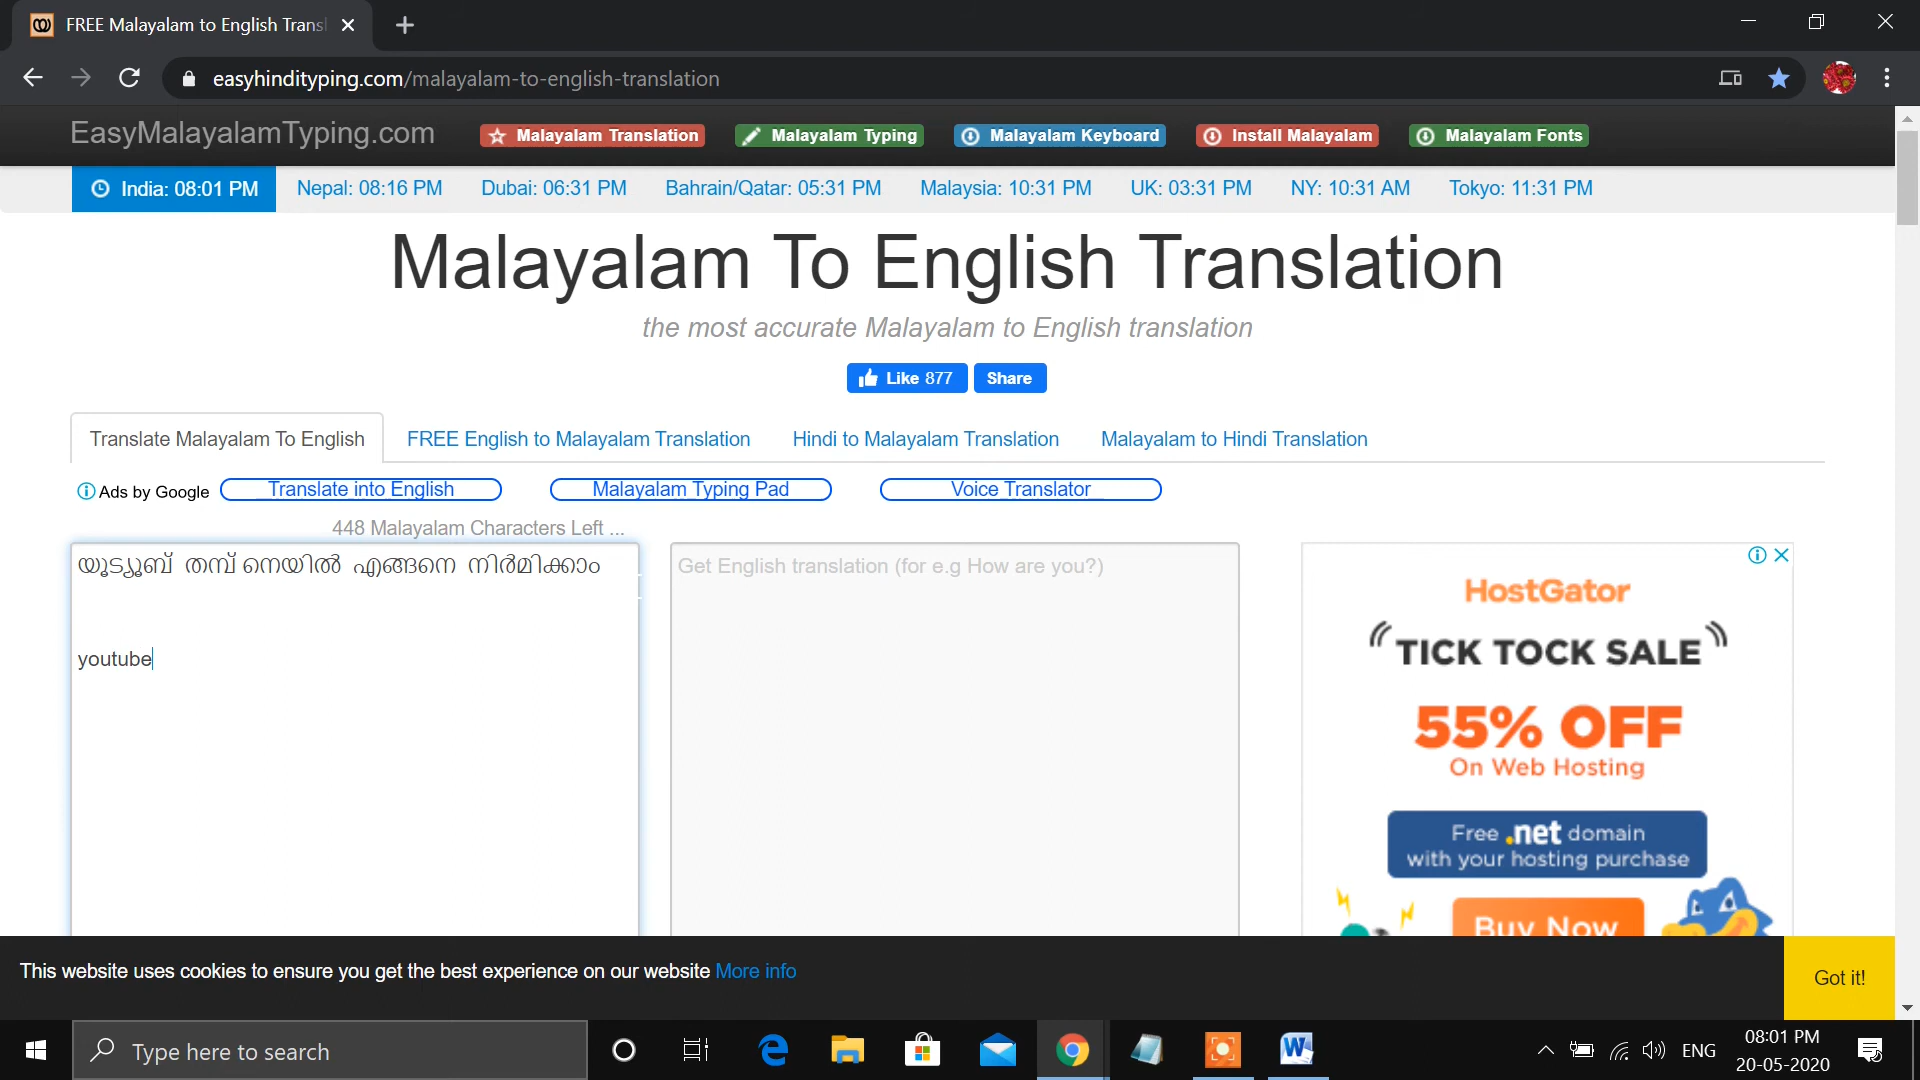 FREE Malayalam to English Transl
easyhindityping.com/malayalam-to-english-translation
EasyMalayalamTyping.com
Malayalam Translation
Malayalam Typing
Malayalam Keyboard
Install Malayalam
Malayalam Fonts
India: 08:01 PM
Nepal: 08:16 PM
Dubai: 06:31 PM
Bahrain/Qatar: 05:31 PM
Malaysia: 10:31 PM
UK: 03:31 PM
NY: 10:31 AM
Tokyo: 11:31 PM
Malayalam To English Translation
the most accurate Malayalam to English translation
Like 877
Share
Translate Malayalam To English
FREE English to Malayalam Translation
Hindi to Malayalam Translation
Malayalam to Hindi Translation
Ads by Google
Translate into English
Malayalam Typing Pad
Voice Translator
448 Malayalam Characters Left ...
യൂട്യൂബ് തമ്പ് നെയിൽ എങ്ങനെ നിർമിക്കാം
youtube
Get English translation (for e.g How are you?)
HostGator
TICK TOCK SALE
55% OFF
On Web Hosting
Free .net domain
with your hosting purchase
Buy Now
This website uses cookies to ensure you get the best experience on our website More info
Got it!
Type here to search
ENG
08:01 PM
20-05-2020